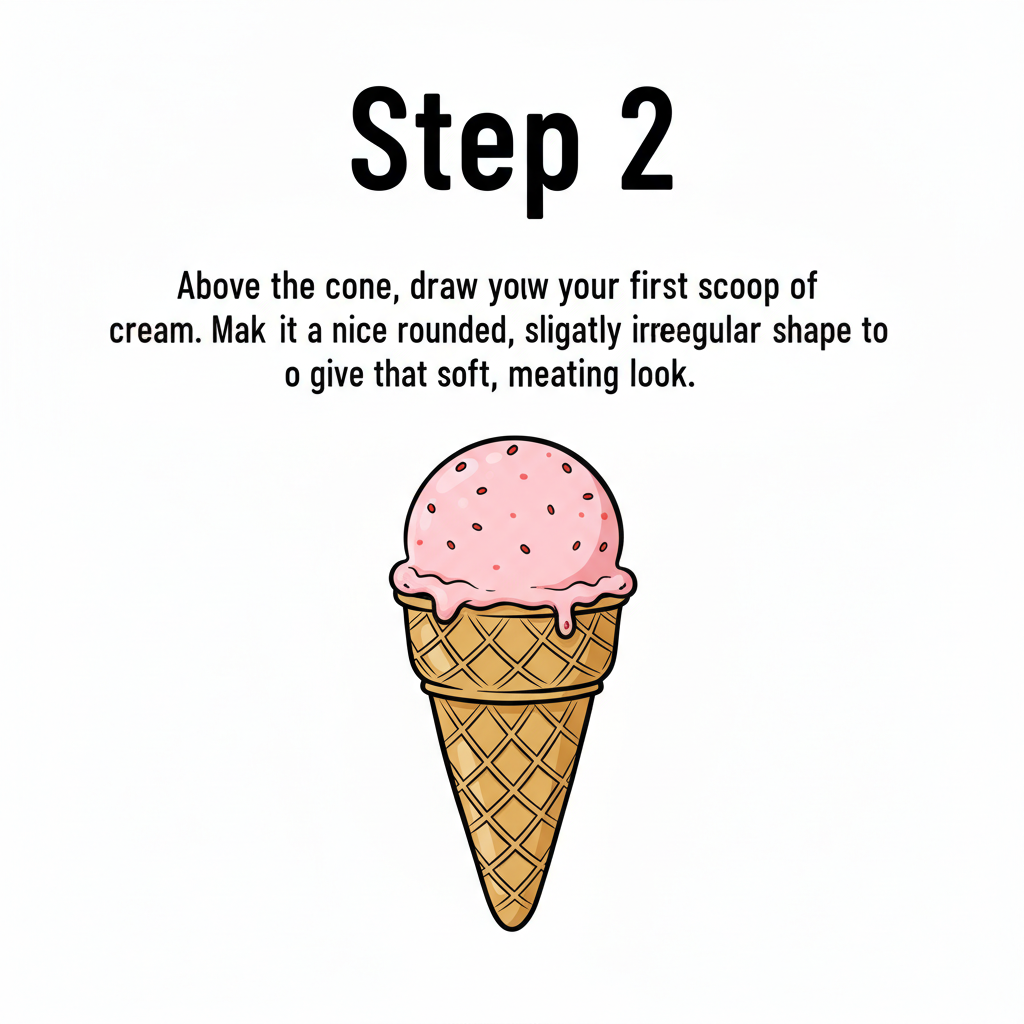 Step 2
Above the cone, draw yow your first scoop of
cream. Mak it a nice rounded, sligatly irreegular shape to
o give that soft, meating look.